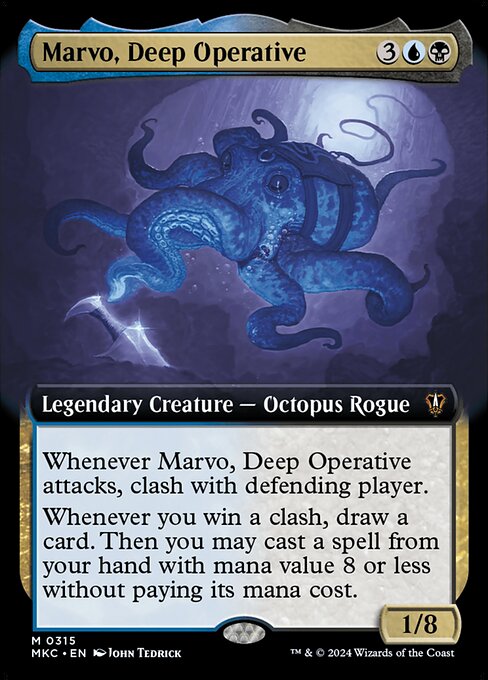 Marvo, Deep Operative 3
Legendary Creature — Octopus Rogue
Whenever Marvo, Deep Operative
attacks, clash with defending player.
Whenever you win a clash, draw a
card. Then you may cast a spell from
your hand with mana value 8 or less
without paying its mana cost.
1/8
M 0315
MKC • EN John Tedrick
™ & © 2024 Wizards of the Coast